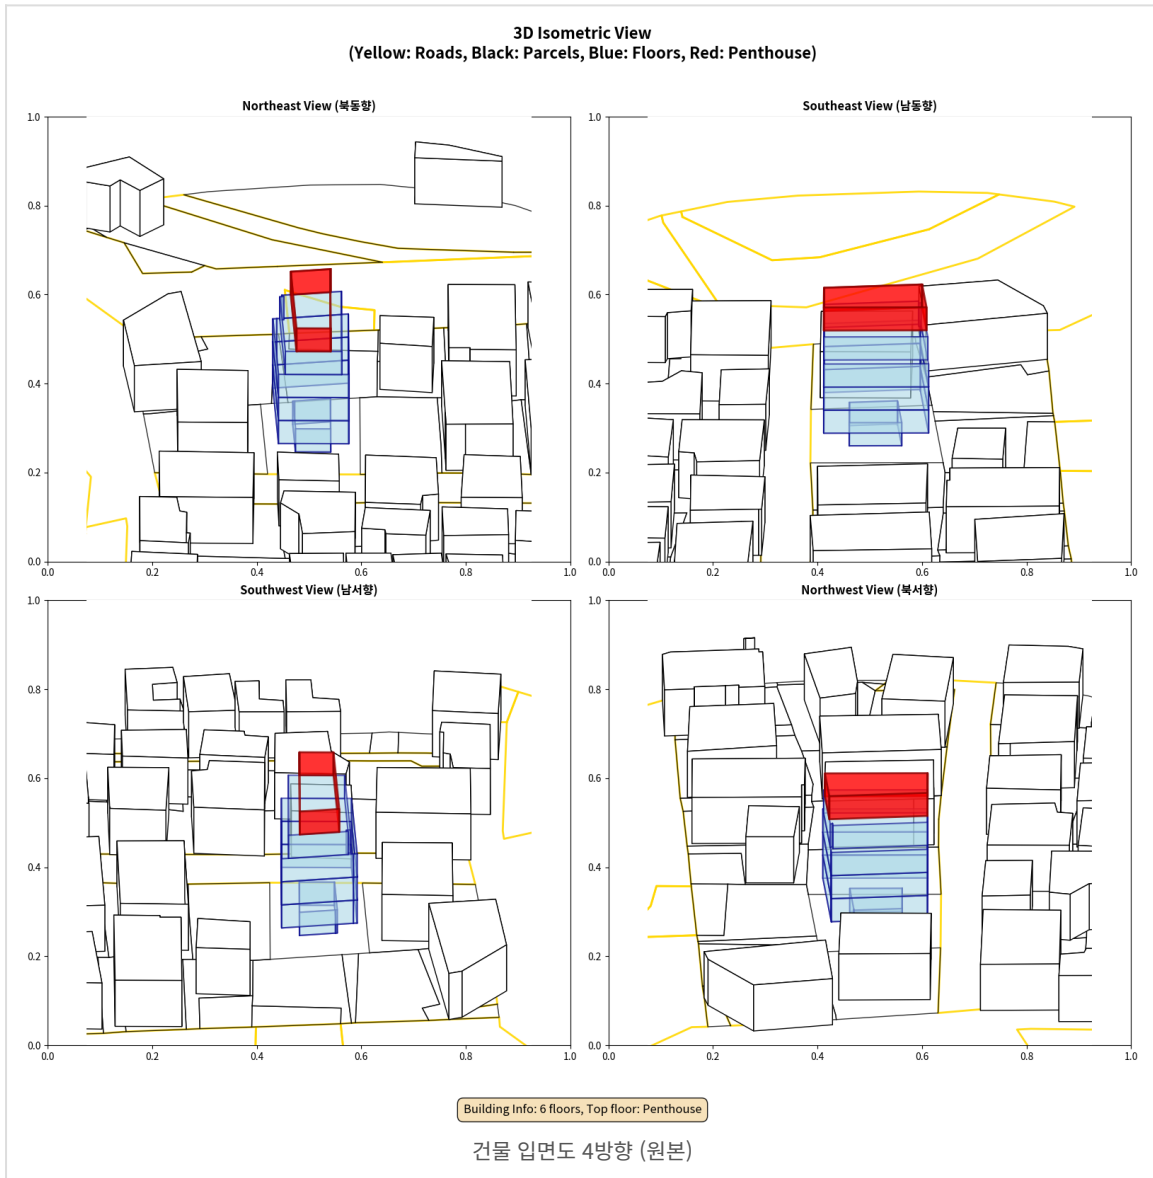 3D Isometric View
(Yellow: Roads, Black: Parcels, Blue: Floors, Red: Penthouse)
Northeast View (북동향)
1.0
0.8
0.6
0.4
0.2
0.0
0.0 0.2 0.4 0.6 0.8 1.0
Southeast View (남동향)
1.0
0.8
0.6
0.4
0.2
0.0
0.0 0.2 0.4 0.6 0.8 1.0
Southwest View (남서향)
1.0
0.8
0.6
0.4
0.2
0.0
0.0 0.2 0.4 0.6 0.8 1.0
Northwest View (북서향)
1.0
0.8
0.6
0.4
0.2
0.0
0.0 0.2 0.4 0.6 0.8 1.0
Building Info: 6 floors, Top floor: Penthouse
건물 입면도 4방향 (원본)